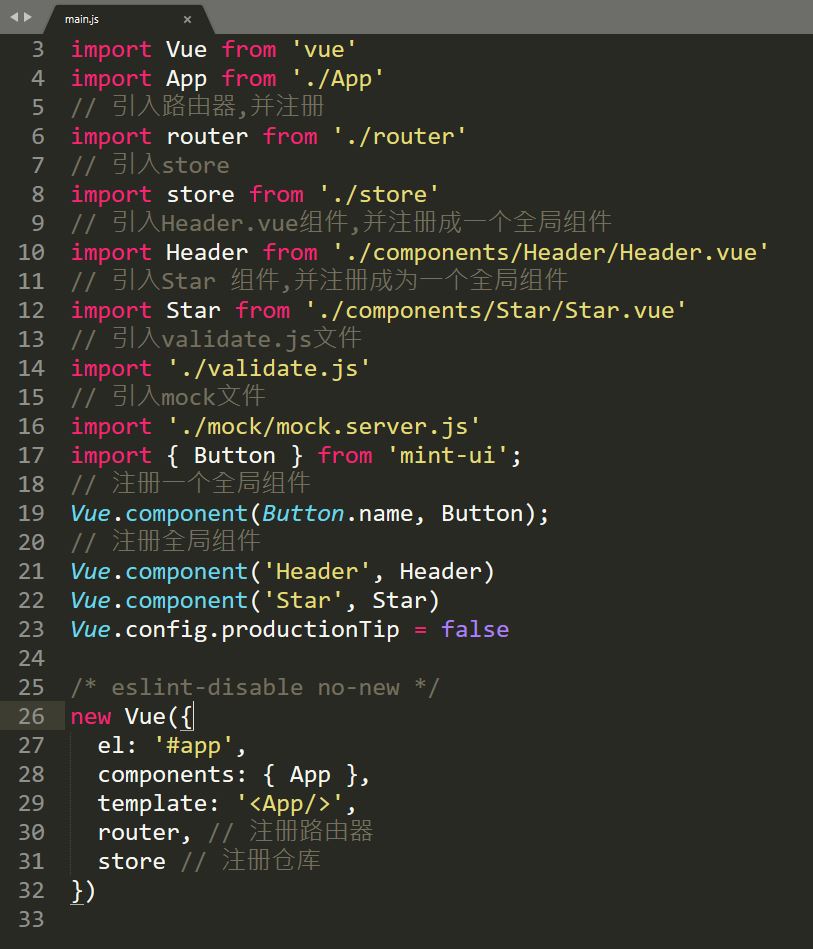 main.js
3 import Vue from 'vue'
4 import App from './App'
5 // 引入路由器,并注册
6 import router from './router'
7 // 引入store
8 import store from './store'
9 // 引入Header.vue组件,并注册成一个全局组件
10 import Header from './components/Header/Header.vue'
11 // 引入Star 组件,并注册成为一个全局组件
12 import Star from './components/Star/Star.vue'
13 // 引入validate.js文件
14 import './validate.js'
15 // 引入mock文件
16 import './mock/mock.server.js'
17 import { Button } from 'mint-ui';
18 // 注册一个全局组件
19 Vue.component(Button.name, Button);
20 // 注册全局组件
21 Vue.component('Header', Header)
22 Vue.component('Star', Star)
23 Vue.config.productionTip = false
24
25 /* eslint-disable no-new */
26 new Vue({
27   el: '#app',
28   components: { App },
29   template: '<App/>',
30   router, // 注册路由器
31   store // 注册仓库
32 })
33